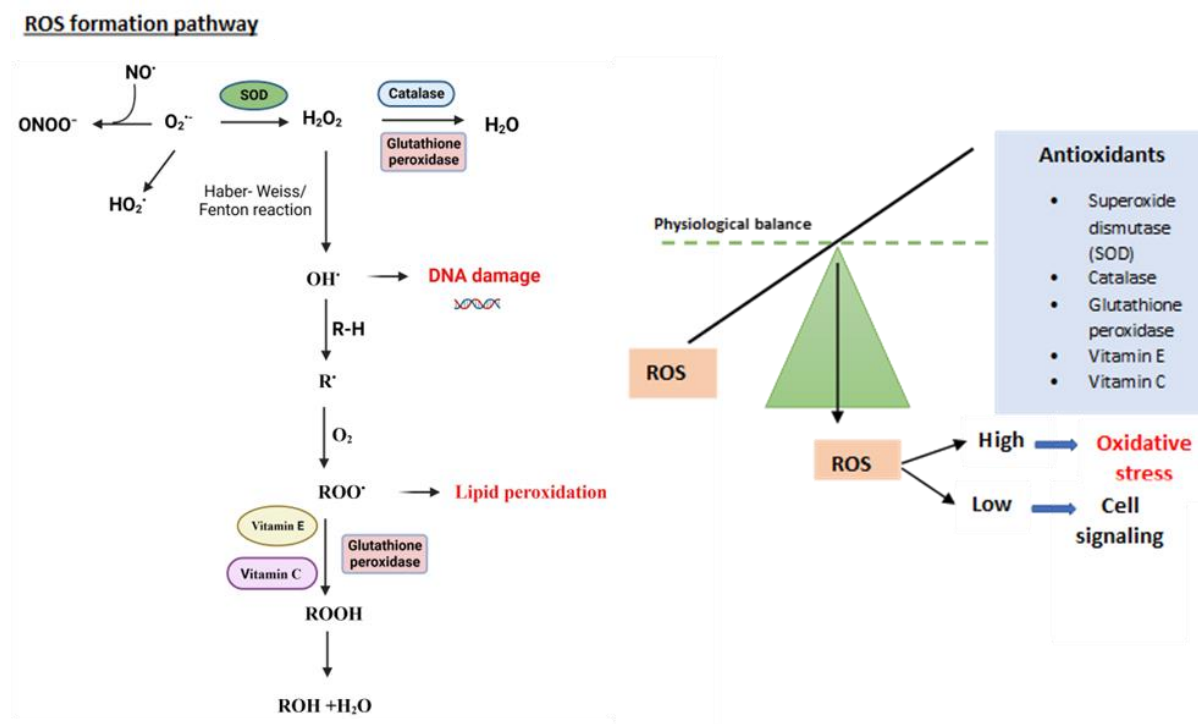 ROS formation pathway
NO˙
SOD
Catalase
ONOO⁻
O₂˙⁻
H₂O₂
H₂O
Glutathione
peroxidase
HO₂˙
Haber- Weiss/
Fenton reaction
OH˙
DNA damage
R-H
R˙
O₂
ROO˙
Lipid peroxidation
Vitamin E
Glutathione
peroxidase
Vitamin C
ROOH
ROH +H₂O
Antioxidants
• Superoxide
dismutase
(SOD)
• Catalase
• Glutathione
peroxidase
• Vitamin E
• Vitamin C
Physiological balance
ROS
ROS
High
Oxidative
stress
Low
Cell
signaling